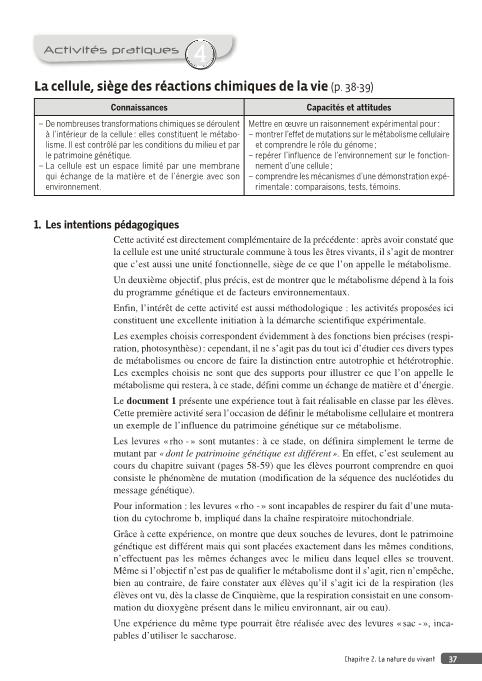 Activités pratiques 4
La cellule, siège des réactions chimiques de la vie (p. 38-39)
Connaissances
– De nombreuses transformations chimiques se déroulent
à l'intérieur de la cellule : elles constituent le métabo-
lisme. Il est contrôlé par les conditions du milieu et par
le patrimoine génétique.
– La cellule est un espace limité par une membrane
qui échange de la matière et de l'énergie avec son
environnement.
Capacités et attitudes
Mettre en œuvre un raisonnement expérimental pour :
– montrer l'effet de mutations sur le métabolisme cellulaire
et comprendre le rôle du génome ;
– repérer l'influence de l'environnement sur le fonction-
nement d'une cellule ;
– comprendre les mécanismes d'une démonstration expé-
rimentale : comparaisons, tests, témoins.
1. Les intentions pédagogiques
Cette activité est directement complémentaire de la précédente : après avoir constaté que
la cellule est une unité structurale commune à tous les êtres vivants, il s'agit de montrer
que c'est aussi une unité fonctionnelle, siège de ce que l'on appelle le métabolisme.
Un deuxième objectif, plus précis, est de montrer que le métabolisme dépend à la fois
du programme génétique et de facteurs environnementaux.
Enfin, l'intérêt de cette activité est aussi méthodologique : les activités proposées ici
constituent une excellente initiation à la démarche scientifique expérimentale.
Les exemples choisis correspondent évidemment à des fonctions bien précises (respi-
ration, photosynthèse) : cependant, il ne s'agit pas du tout ici d'étudier ces divers types
de métabolismes ou encore de faire la distinction entre autotrophie et hétérotrophie.
Les exemples choisis ne sont que des supports pour illustrer ce que l'on appelle le
métabolisme qui restera, à ce stade, défini comme un échange de matière et d'énergie.
Le document 1 présente une expérience tout à fait réalisable en classe par les élèves.
Cette première activité sera l'occasion de définir le métabolisme cellulaire et montrera
un exemple de l'influence du patrimoine génétique sur ce métabolisme.
Les levures « rho - » sont mutantes : à ce stade, on définira simplement le terme de
mutant par « dont le patrimoine génétique est différent ». En effet, c'est seulement au
cours du chapitre suivant (pages 58-59) que les élèves pourront comprendre en quoi
consiste le phénomène de mutation (modification de la séquence des nucléotides du
message génétique).
Pour information : les levures « rho - » sont incapables de respirer du fait d'une muta-
tion du cytochrome b, impliqué dans la chaîne respiratoire mitochondriale.
Grâce à cette expérience, on montre que deux souches de levures, dont le patrimoine
génétique est différent mais qui sont placées exactement dans les mêmes conditions,
n'effectuent pas les mêmes échanges avec le milieu dans lequel elles se trouvent.
Même si l'objectif n'est pas de qualifier le métabolisme dont il s'agit, rien n'empêche,
bien au contraire, de faire constater aux élèves qu'il s'agit ici de la respiration (les
élèves ont vu, dès la classe de Cinquième, que la respiration consistait en une consom-
mation du dioxygène présent dans le milieu environnant, air ou eau).
Une expérience du même type pourrait être réalisée avec des levures « sac - », inca-
pables d'utiliser le saccharose.
Chapitre 2. La nature du vivant 37